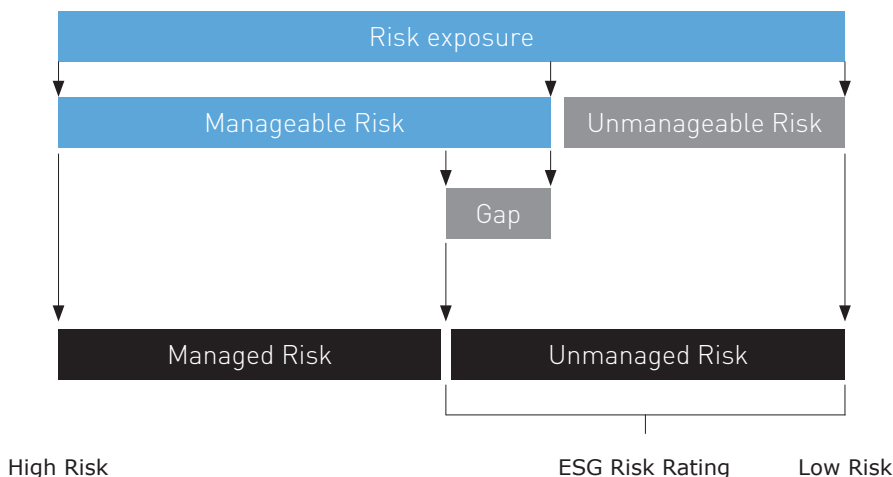 Risk exposure
Manageable Risk
Unmanageable Risk
Gap
Managed Risk
Unmanaged Risk
High Risk
ESG Risk Rating
Low Risk